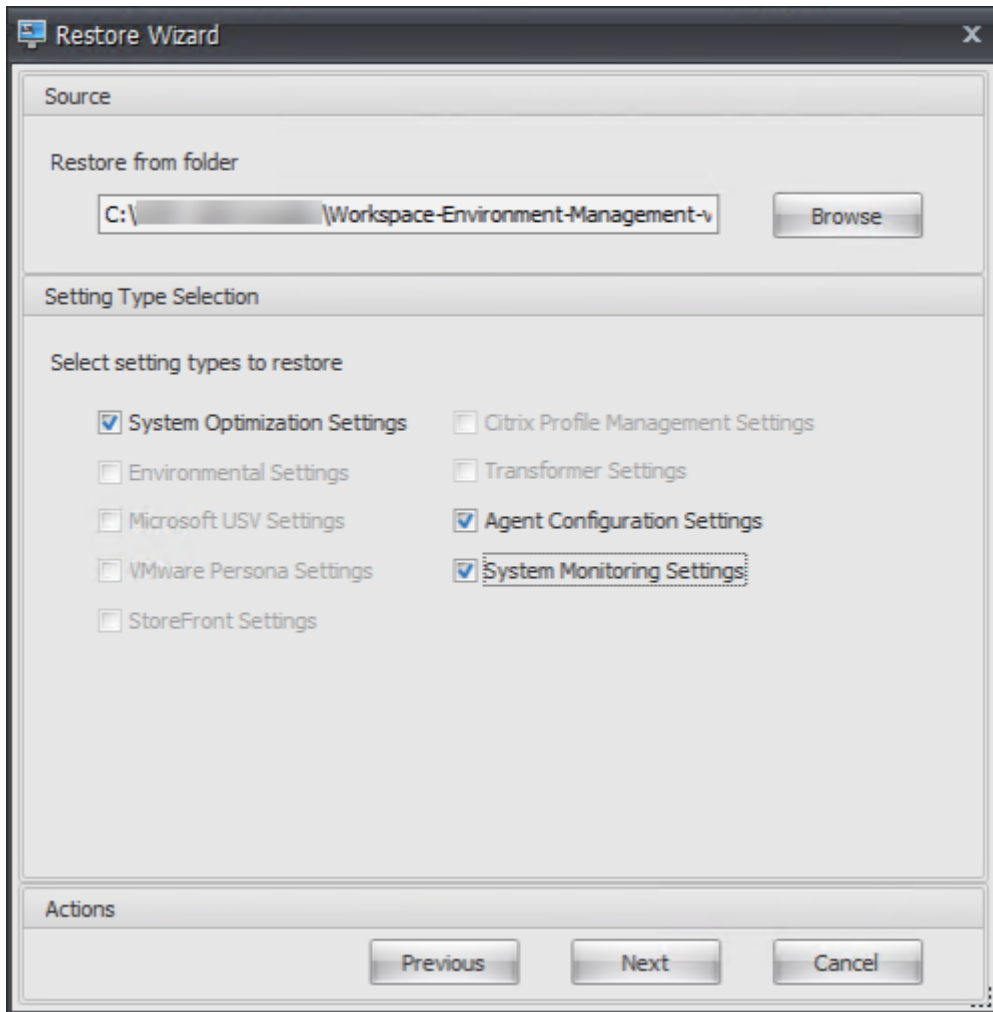 Restore Wizard
Source
Restore from folder
C:\ \Workspace-Environment-Management-v
Browse
Setting Type Selection
Select setting types to restore
System Optimization Settings
Citrix Profile Management Settings
Environmental Settings
Transformer Settings
Microsoft USV Settings
Agent Configuration Settings
VMware Persona Settings
System Monitoring Settings
StoreFront Settings
Actions
Previous
Next
Cancel